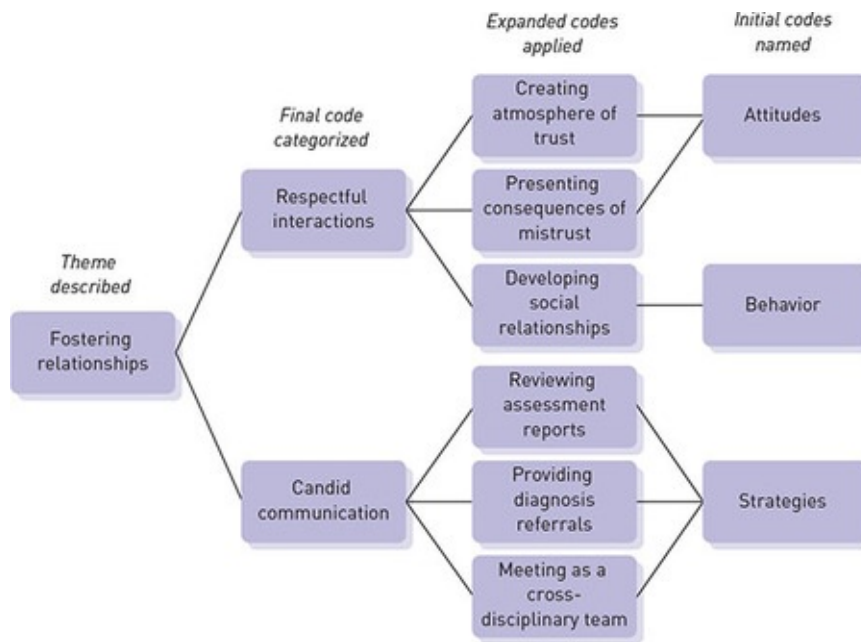 Expanded codes
applied
Initial codes
named
Creating
atmosphere of
trust
Attitudes
Final code
categorized
Respectful
interactions
Presenting
consequences of
mistrust
Theme
described
Developing
social
relationships
Behavior
Fostering
relationships
Reviewing
assessment
reports
Candid
communication
Providing
diagnosis
referrals
Strategies
Meeting as a
cross-
disciplinary team